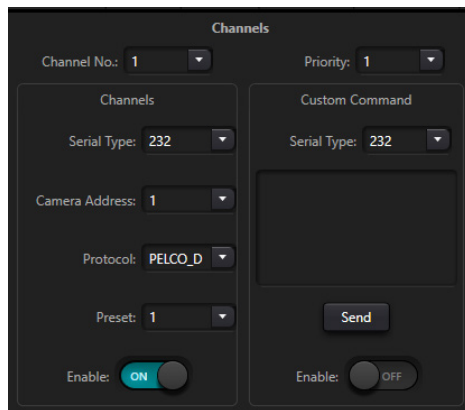 Channels
Channel No.: 1 Priority: 1
Channels
Serial Type: 232
Camera Address: 1
Protocol: PELCO_D
Preset: 1
Enable: ON
Custom Command
Serial Type: 232
Send
Enable: OFF